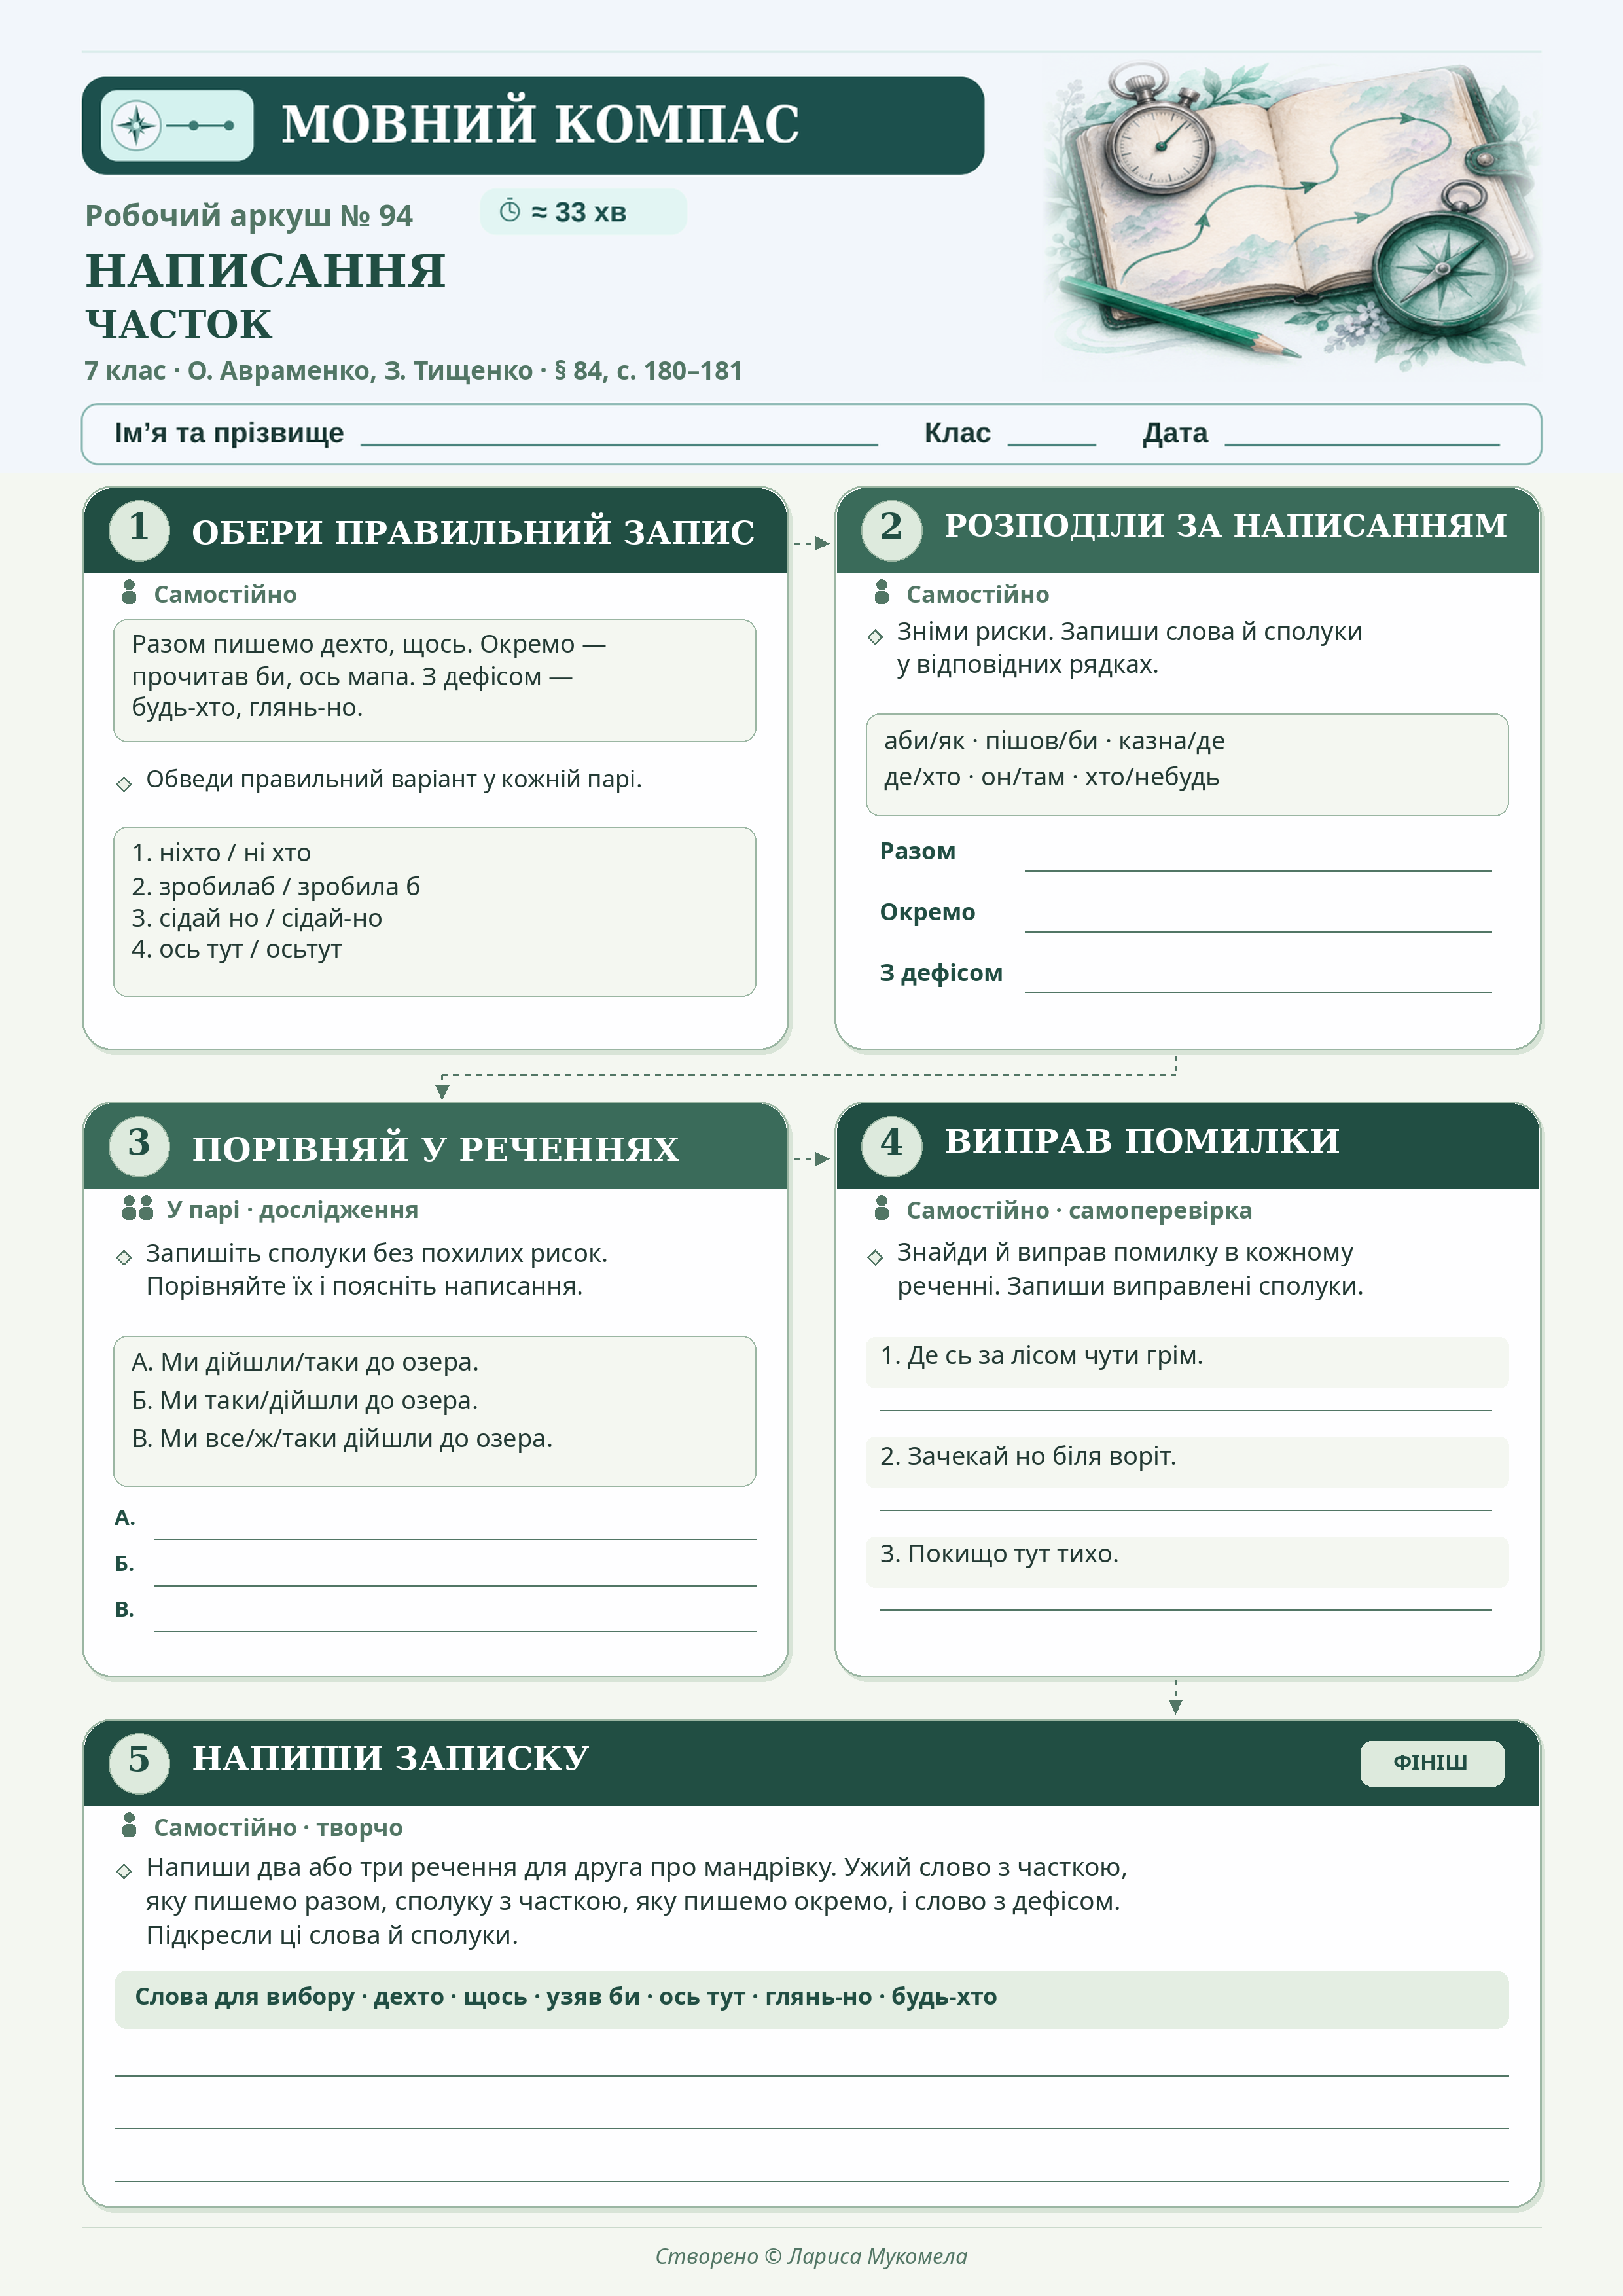 МОВНИЙ КОМПАС
Робочий аркуш № 94
≈ 33 хв
НАПИСАННЯ
ЧАСТОК
7 клас · О. Авраменко, З. Тищенко · § 84, с. 180–181
Ім’я та прізвище
Клас
Дата
1
ОБЕРИ ПРАВИЛЬНИЙ ЗАПИС
Самостійно
Разом пишемо дехто, щось. Окремо —
прочитав би, ось мапа. З дефісом —
будь-хто, глянь-но.
Обведи правильний варіант у кожній парі.
1. ніхто / ні хто
2. зробилаб / зробила б
3. сідай но / сідай-но
4. ось тут / осьтут
2
РОЗПОДІЛИ ЗА НАПИСАННЯМ
Самостійно
Зніми риски. Запиши слова й сполуки
у відповідних рядках.
аби/як · пішов/би · казна/де
де/хто · он/там · хто/небудь
Разом
Окремо
З дефісом
3
ПОРІВНЯЙ У РЕЧЕННЯХ
У парі · дослідження
Запишіть сполуки без похилих рисок.
Порівняйте їх і поясніть написання.
А. Ми дійшли/таки до озера.
Б. Ми таки/дійшли до озера.
В. Ми все/ж/таки дійшли до озера.
А.
Б.
В.
4
ВИПРАВ ПОМИЛКИ
Самостійно · самоперевірка
Знайди й виправ помилку в кожному
реченні. Запиши виправлені сполуки.
1. Де сь за лісом чути грім.
2. Зачекай но біля воріт.
3. Покищо тут тихо.
5
НАПИШИ ЗАПИСКУ
ФІНІШ
Самостійно · творчо
Напиши два або три речення для друга про мандрівку. Ужий слово з часткою,
яку пишемо разом, сполуку з часткою, яку пишемо окремо, і слово з дефісом.
Підкресли ці слова й сполуки.
Слова для вибору · дехто · щось · узяв би · ось тут · глянь-но · будь-хто
Створено © Лариса Мукомела